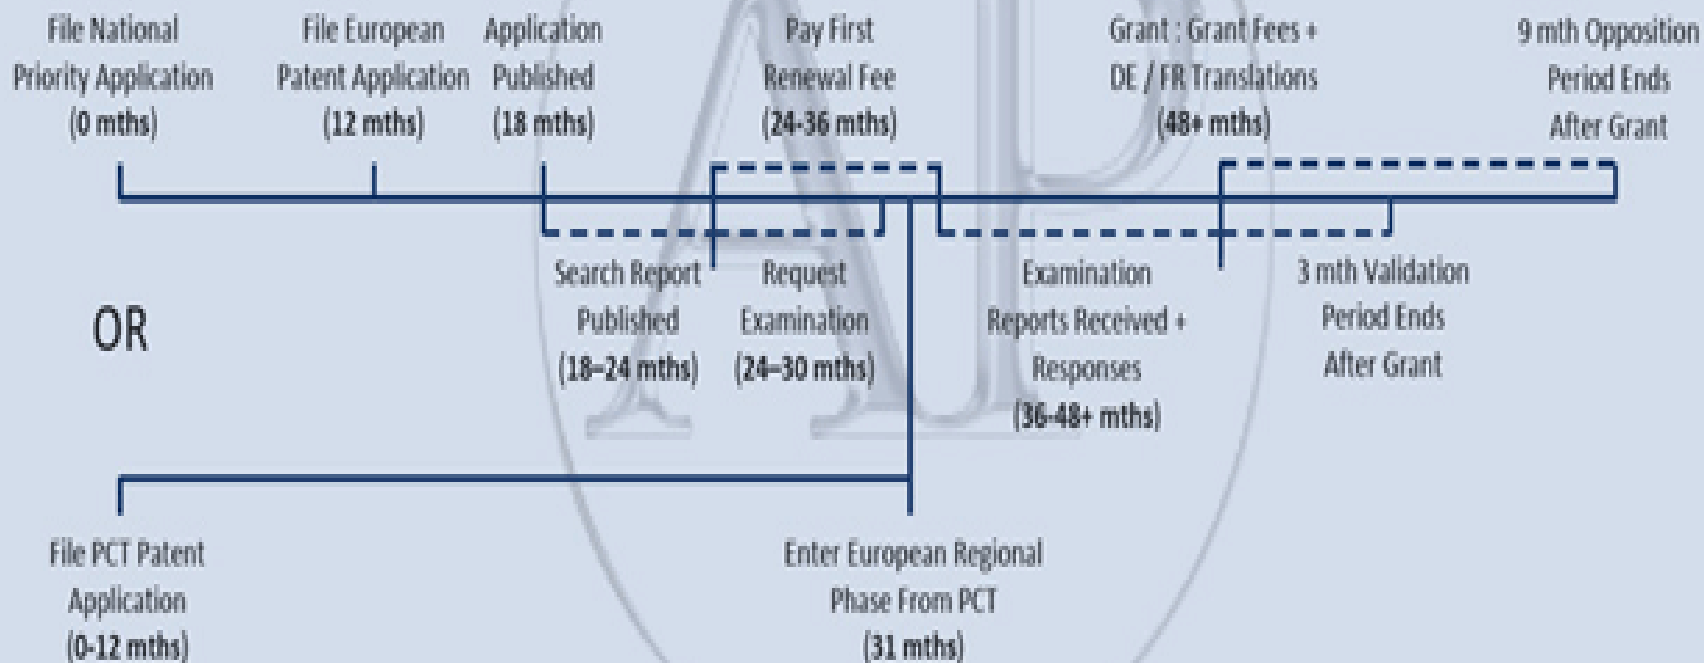 File National
Priority Application
(0 mths)
File European
Patent Application
(12 mths)
Application
Published
(18 mths)
Pay First
Renewal Fee
(24-36 mths)
Grant : Grant Fees +
DE / FR Translations
(48+ mths)
9 mth Opposition
Period Ends
After Grant
Search Report
Published
(18–24 mths)
Request
Examination
(24–30 mths)
Examination
Reports Received +
Responses
(36-48+ mths)
3 mth Validation
Period Ends
After Grant
OR
File PCT Patent
Application
(0-12 mths)
Enter European Regional
Phase From PCT
(31 mths)
AP